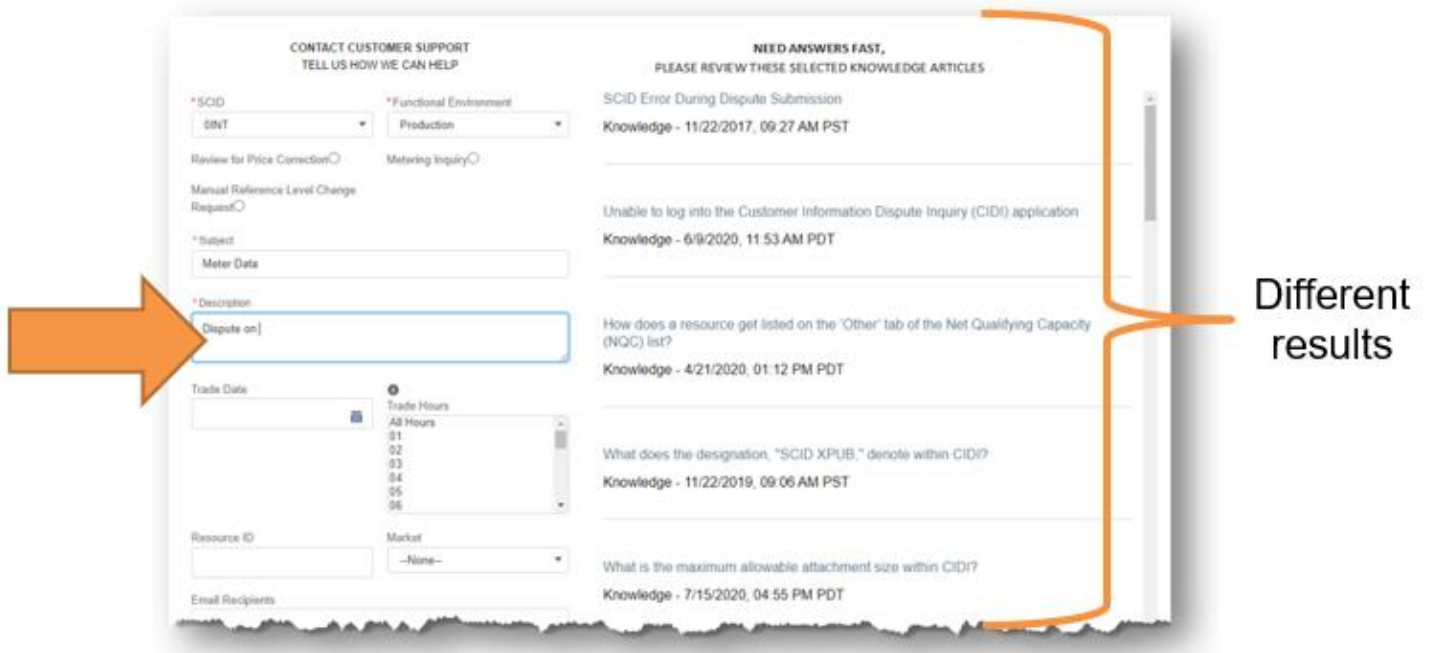 CONTACT CUSTOMER SUPPORT
TELL US HOW WE CAN HELP
*SCID
*Functional Environment
Production
Review for Price Correction
Metering Inquiry
Manual Reference Level Change
Request
*Subject
Meter Data
*Description
Dispute on
Trade Date
Trade Hours
All Hours
01
02
03
04
05
06
Resource ID
Market
--None--
Email Recipients
NEED ANSWERS FAST,
PLEASE REVIEW THESE SELECTED KNOWLEDGE ARTICLES
SCID Error During Dispute Submission
Knowledge - 11/22/2017, 09:27 AM PST
Unable to log into the Customer Information Dispute Inquiry (CIDI) application
Knowledge - 6/9/2020, 11:53 AM PDT
How does a resource get listed on the 'Other' tab of the Net Qualifying Capacity
(NQC) list?
Knowledge - 4/21/2020, 01:12 PM PDT
What does the designation, "SCID XPUB," denote within CIDI?
Knowledge - 11/22/2019, 09:06 AM PST
What is the maximum allowable attachment size within CIDI?
Knowledge - 7/15/2020, 04:55 PM PDT
Different
results